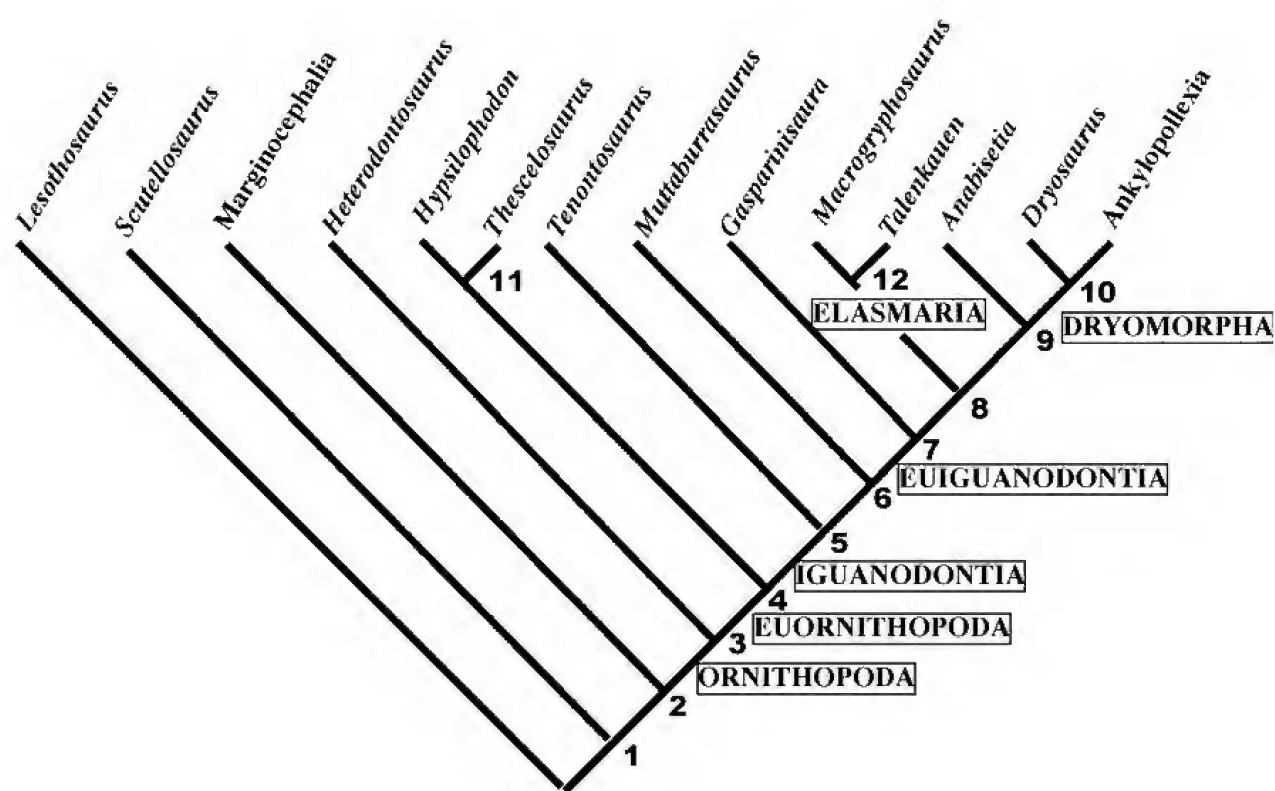 Lesothosaurus
Scutellosaurus
Marginocephalia
Heterodontosaurus
Hypsilophodon
Thescelosaurus
Tenontosaurus
Muttaburrasaurus
Gasparinisaura
Macrogryphosaurus
Talenkauen
Anabisetia
Dryosaurus
Ankylopollexia
11
12
10
ELASMARIA
9
DRYOMORPHA
8
7
EUIGUANODONTIA
6
5
IGUANODONTIA
4
EUORNITHOPODA
3
ORNITHOPODA
2
1